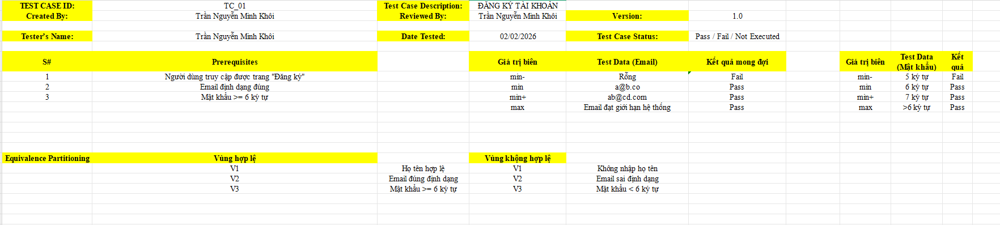 TEST CASE ID: TC_01 Test Case Description: ĐĂNG KÝ TÀI KHOẢN
Created By: Trần Nguyễn Minh Khôi Reviewed By: Trần Nguyễn Minh Khôi Version: 1.0
Tester’s Name: Trần Nguyễn Minh Khôi Date Tested: 02/02/2026 Test Case Status: Pass / Fail / Not Executed
S# Prerequisites Giá trị biên Test Data (Email) Kết quả mong đợi Giá trị biên Test Data (Mật khẩu) Kết quả
1 Người dùng truy cập được trang "Đăng ký" min- Rỗng Fail min- 5 ký tự Fail
2 Email định dạng đúng min a@b.co Pass min 6 ký tự Pass
3 Mật khẩu >= 6 ký tự min+ ab@cd.com Pass min+ 7 ký tự Pass
max Email đạt giới hạn hệ thống Pass max >6 ký tự Pass
Equivalence Partitioning Vùng hợp lệ Vùng không hợp lệ
V1 Họ tên hợp lệ V1 Không nhập họ tên
V2 Email đúng định dạng V2 Email sai định dạng
V3 Mật khẩu >= 6 ký tự V3 Mật khẩu < 6 ký tự